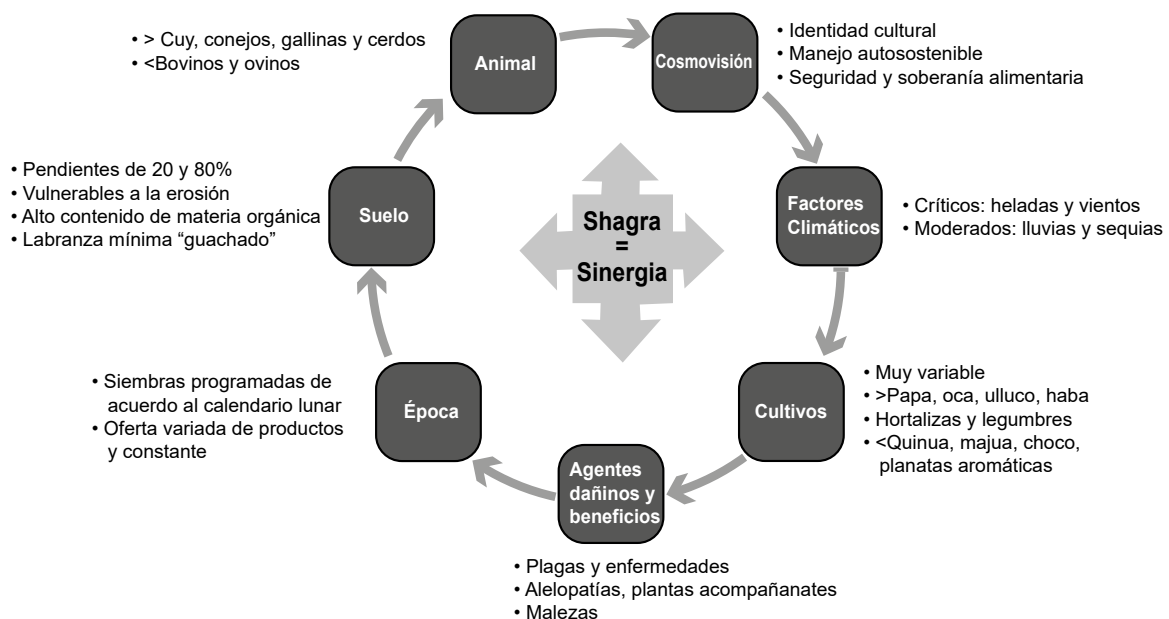 Animal
• > Cuy, conejos, gallinas y cerdos
• <Bovinos y ovinos
Cosmovisión
• Identidad cultural
• Manejo autosostenible
• Seguridad y soberanía alimentaria
Factores
Climáticos
• Críticos: heladas y vientos
• Moderados: lluvias y sequias
Cultivos
• Muy variable
• >Papa, oca, ulluco, haba
• Hortalizas y legumbres
• <Quinua, majua, choco,
planatas aromáticas
Agentes
dañinos y
beneficios
• Plagas y enfermedades
• Alelopatías, plantas acompañanates
• Malezas
Época
• Siembras programadas de
acuerdo al calendario lunar
• Oferta variada de productos
y constante
Suelo
• Pendientes de 20 y 80%
• Vulnerables a la erosión
• Alto contenido de materia orgánica
• Labranza mínima “guachado”
Shagra
=
Sinergia